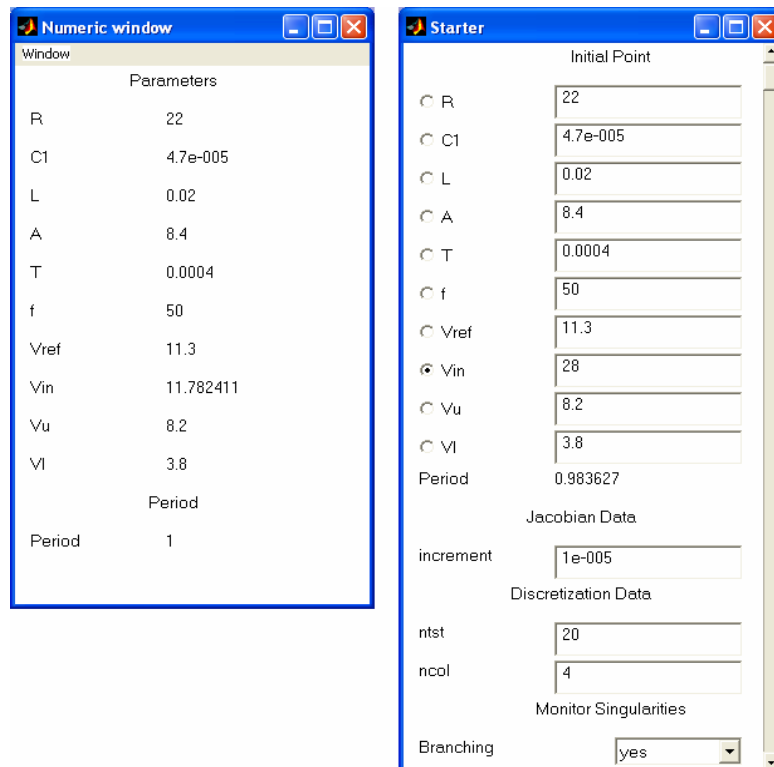 Numeric window
Window
Parameters
R 22
C1 4.7e-005
L 0.02
A 8.4
T 0.0004
f 50
Vref 11.3
Vin 11.782411
Vu 8.2
Vl 3.8
Period
Period 1
Starter
Initial Point
R 22
C1 4.7e-005
L 0.02
A 8.4
T 0.0004
f 50
Vref 11.3
Vin 28
Vu 8.2
Vl 3.8
Period 0.983627
Jacobian Data
increment 1e-005
Discretization Data
ntst 20
ncol 4
Monitor Singularities
Branching yes